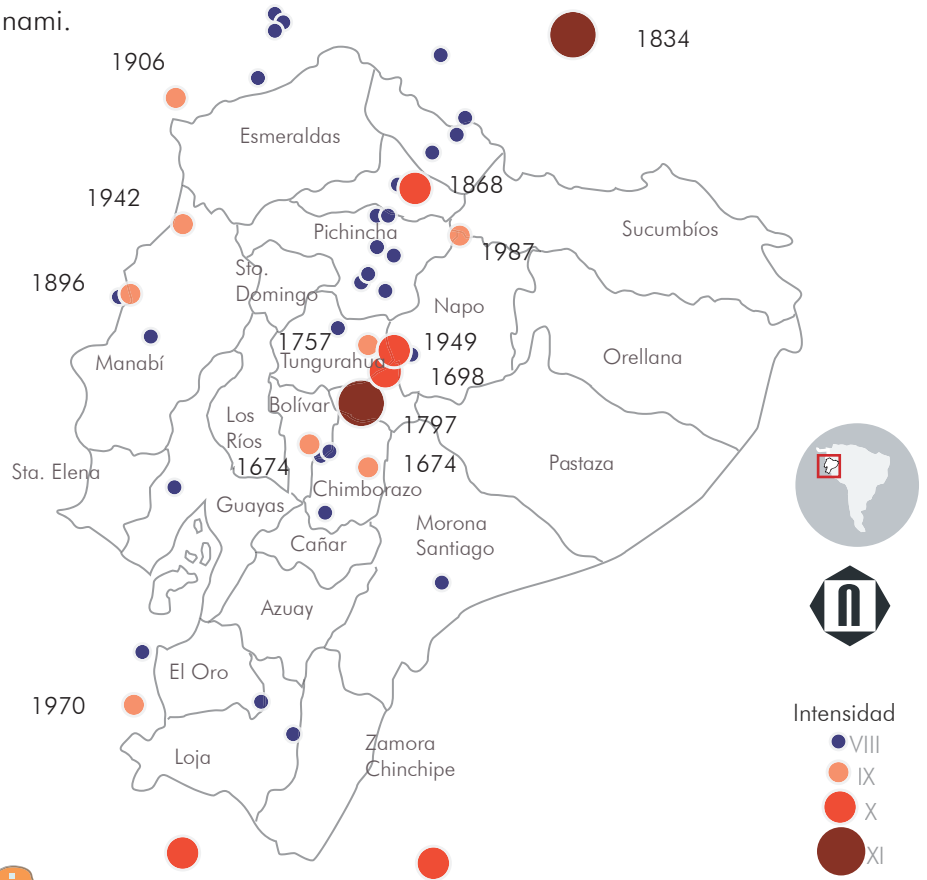 nami.
1834
1906
Esmeraldas
1868
1942
Pichincha
Sucumbíos
1987
Sto.
Domingo
1896
Napo
1757
1949
Tungurahua
Manabí
Orellana
1698
Bolívar
Los
Ríos
1797
1674
1674
Pastaza
Sta. Elena
Chimborazo
Guayas
Morona
Santiago
Cañar
Azuay
El Oro
1970
Intensidad
VIII
IX
X
XI
Zamora
Chinchipe
Loja